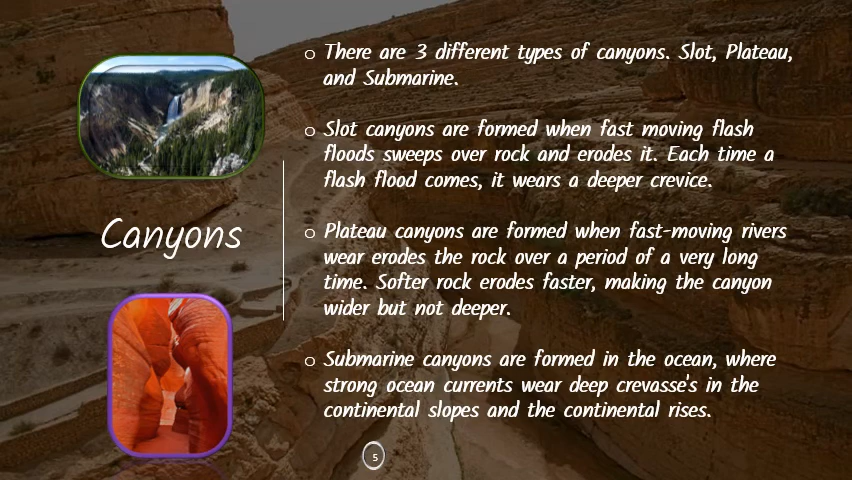 Canyons
○ There are 3 different types of canyons. Slot, Plateau,
and Submarine.
○ Slot canyons are formed when fast moving flash
floods sweeps over rock and erodes it. Each time a
flash flood comes, it wears a deeper crevice.
○ Plateau canyons are formed when fast-moving rivers
wear erodes the rock over a period of a very long
time. Softer rock erodes faster, making the canyon
wider but not deeper.
○ Submarine canyons are formed in the ocean, where
strong ocean currents wear deep crevasse's in the
continental slopes and the continental rises.
5